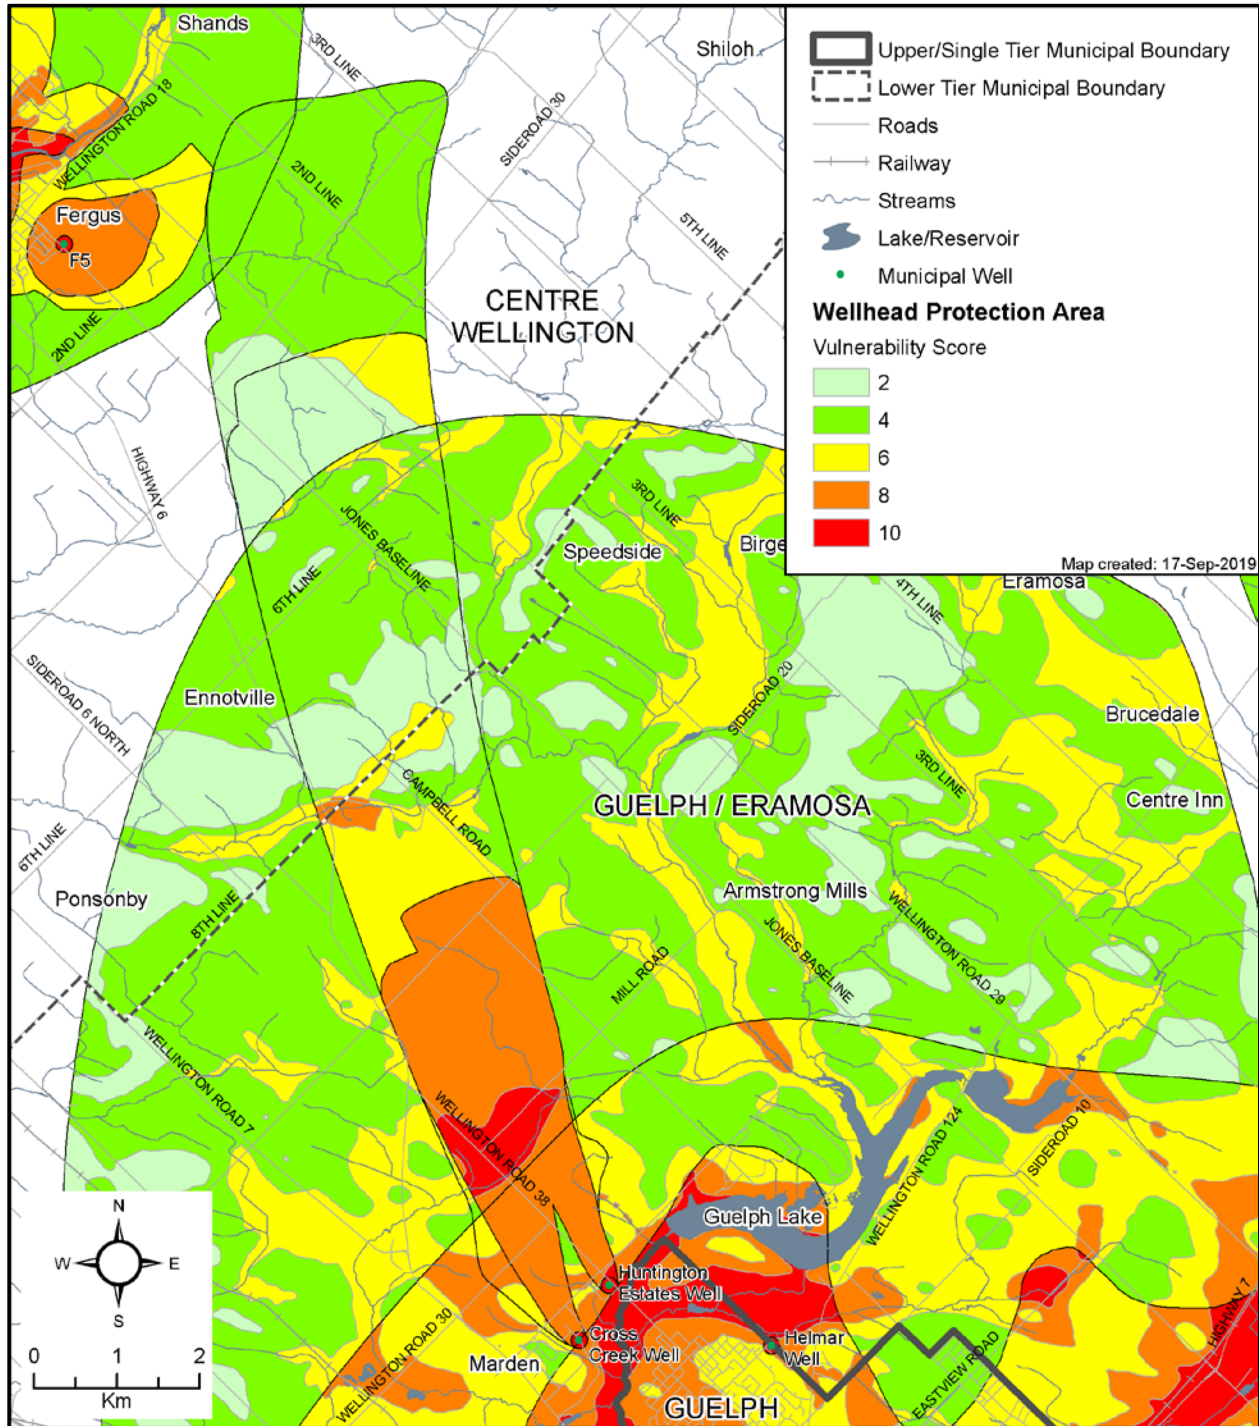 Shands
3RD LINE
Shiloh
WELLINGTON ROAD 18
SIDEROAD 30
2ND LINE
5TH LINE
Fergus
F5
2ND LINE
CENTRE
WELLINGTON
Upper/Single Tier Municipal Boundary
Lower Tier Municipal Boundary
Roads
Railway
Streams
Lake/Reservoir
Municipal Well
Wellhead Protection Area
Vulnerability Score
2
4
6
8
10
Map created: 17-Sep-2019
HIGHWAY 6
JONES BASELINE
3RD LINE
Speedside
Birge
4TH LINE
Eramosa
6TH LINE
SIDEROAD 6 NORTH
Ennotville
SIDEROAD 20
Brucedale
3RD LINE
CAMPBELL ROAD
GUELPH / ERAMOSA
Centre Inn
6TH LINE
Ponsonby
8TH LINE
Armstrong Mills
WELLINGTON ROAD 29
JONES BASELINE
MILL ROAD
WELLINGTON ROAD 7
WELLINGTON ROAD 38
WELLINGTON ROAD 124
SIDEROAD 10
Guelph Lake
N
W
E
S
Huntington
Estates Well
HIGHWAY 7
Cross
Creek Well
Helmar
Well
WELLINGTON ROAD 30
Marden
EASTVIEW ROAD
GUELPH
0
1
2
Km